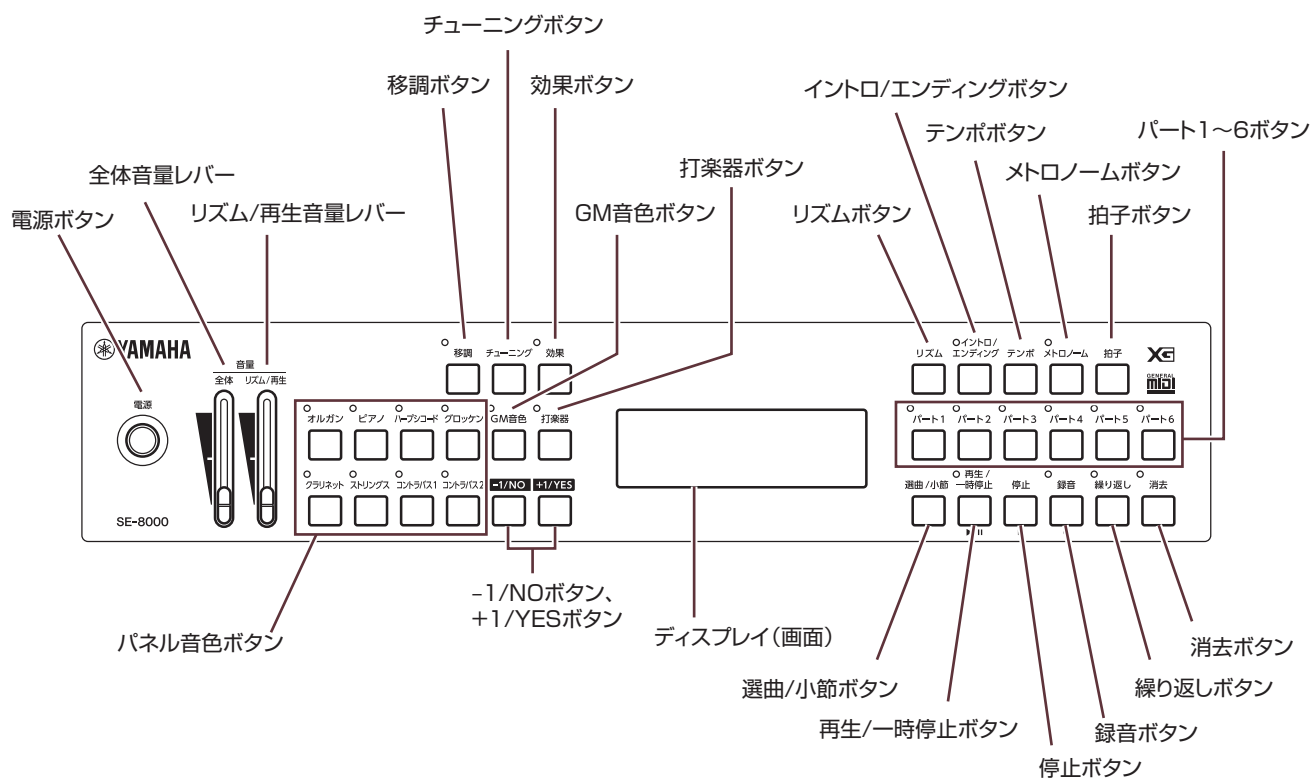 チューニングボタン
移調ボタン
効果ボタン
イントロ/エンディングボタン
テンポボタン
パート1～6ボタン
全体音量レバー
打楽器ボタン
メトロノームボタン
電源ボタン
リズム/再生音量レバー
GM音色ボタン
リズムボタン
拍子ボタン
YAMAHA
音量
全体
リズム/再生
電源
移調
チューニング
効果
リズム
イントロ/
エンディング
テンポ
メトロノーム
拍子
XG
GENERAL
MIDI
オルガン
ピアノ
ハープシコード
グロッケン
GM音色
打楽器
パート1
パート2
パート3
パート4
パート5
パート6
クラリネット
ストリングス
コントラバス1
コントラバス2
-1/NO
+1/YES
選曲/小節
再生/
一時停止
停止
録音
繰り返し
消去
SE-8000
–1/NOボタン、
+1/YESボタン
パネル音色ボタン
ディスプレイ（画面）
消去ボタン
選曲/小節ボタン
繰り返しボタン
再生/一時停止ボタン
録音ボタン
停止ボタン